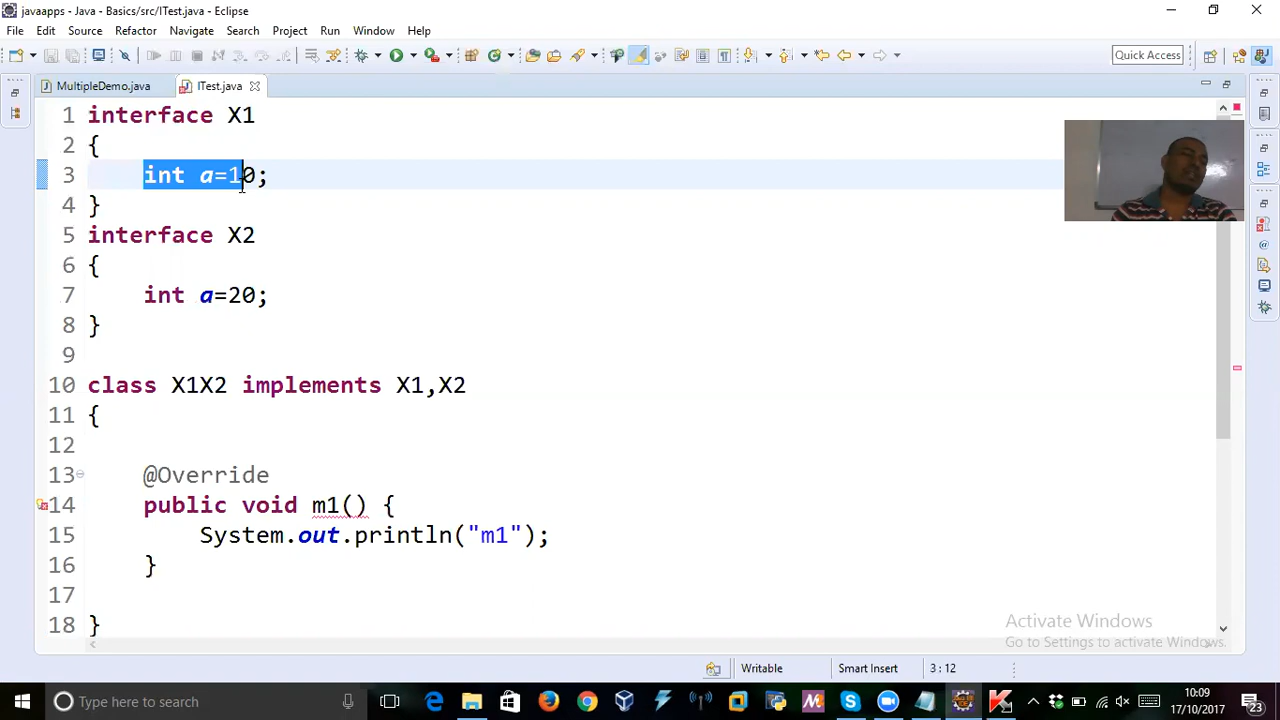 javaapps - Java - Basics/src/ITest.java - Eclipse
File Edit Source Refactor Navigate Search Project Run Window Help
Quick Access
MultipleDemo.java ITest.java
1 interface X1
2 {
3 int a=10;
4 }
5 interface X2
6 {
7 int a=20;
8 }
9
10 class X1X2 implements X1,X2
11 {
12
13 @Override
14 public void m1() {
15 System.out.println("m1");
16 }
17
18 }
Activate Windows
Go to Settings to activate Windows.
Writable Smart Insert 3 : 12
Type here to search
10:09
17/10/2017
23